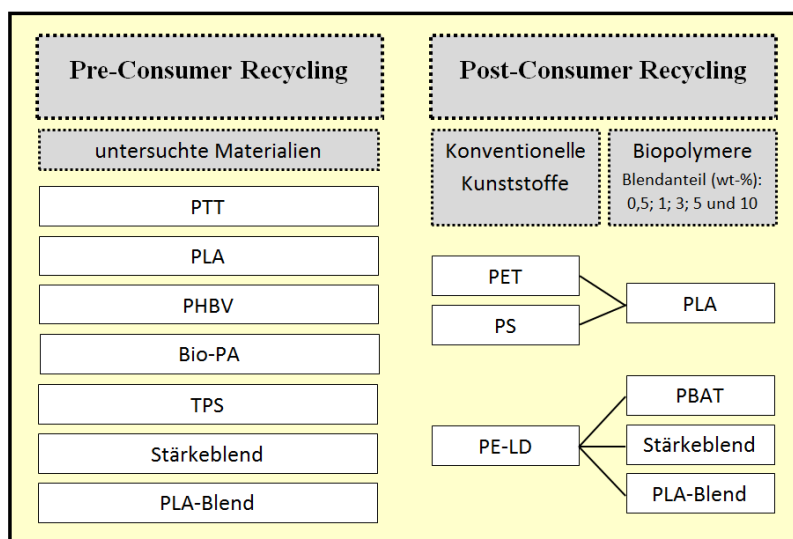 Pre-Consumer Recycling
untersuchte Materialien
PTT
PLA
PHBV
Bio-PA
TPS
Stärkeblend
PLA-Blend
Post-Consumer Recycling
Konventionelle
Kunststoffe
Biopolymere
Blendanteil (wt-%):
0,5; 1; 3; 5 und 10
PET
PS
PLA
PE-LD
PBAT
Stärkeblend
PLA-Blend